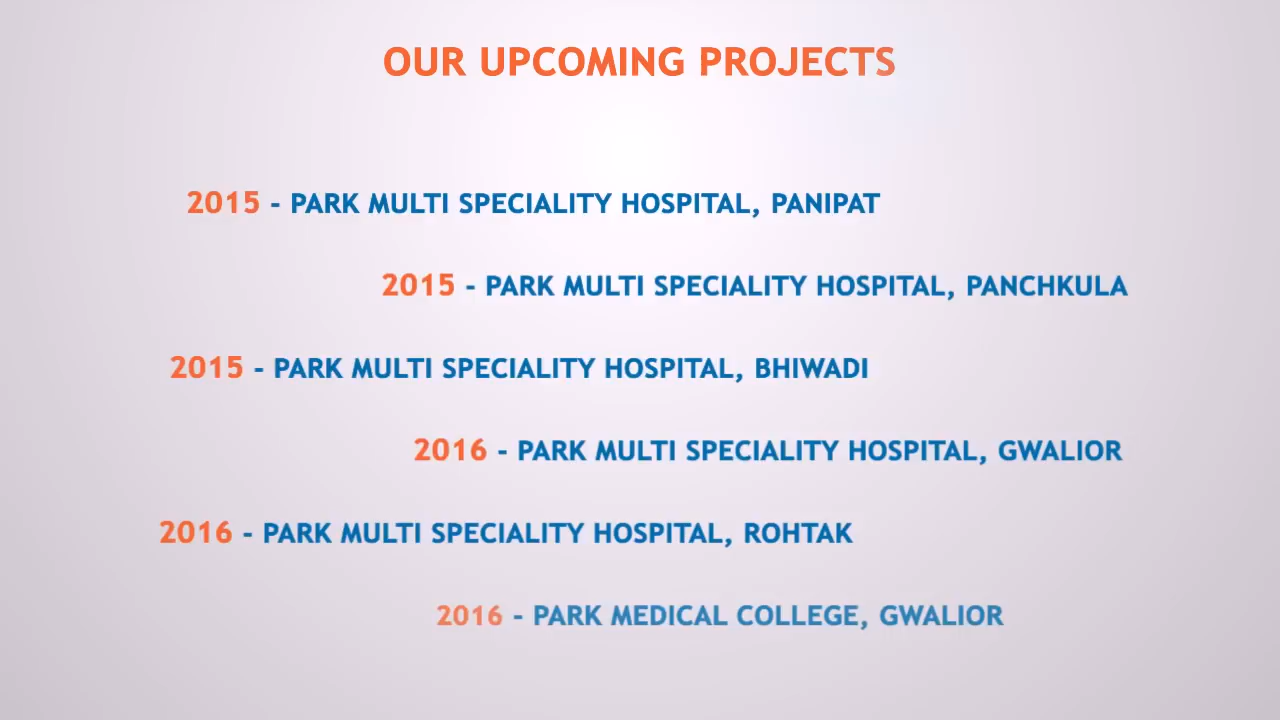 OUR UPCOMING PROJECTS
2015 - PARK MULTI SPECIALITY HOSPITAL, PANIPAT
2015 - PARK MULTI SPECIALITY HOSPITAL, PANCHKULA
2015 - PARK MULTI SPECIALITY HOSPITAL, BHIWADI
2016 - PARK MULTI SPECIALITY HOSPITAL, GWALIOR
2016 - PARK MULTI SPECIALITY HOSPITAL, ROHTAK
2016 - PARK MEDICAL COLLEGE, GWALIOR